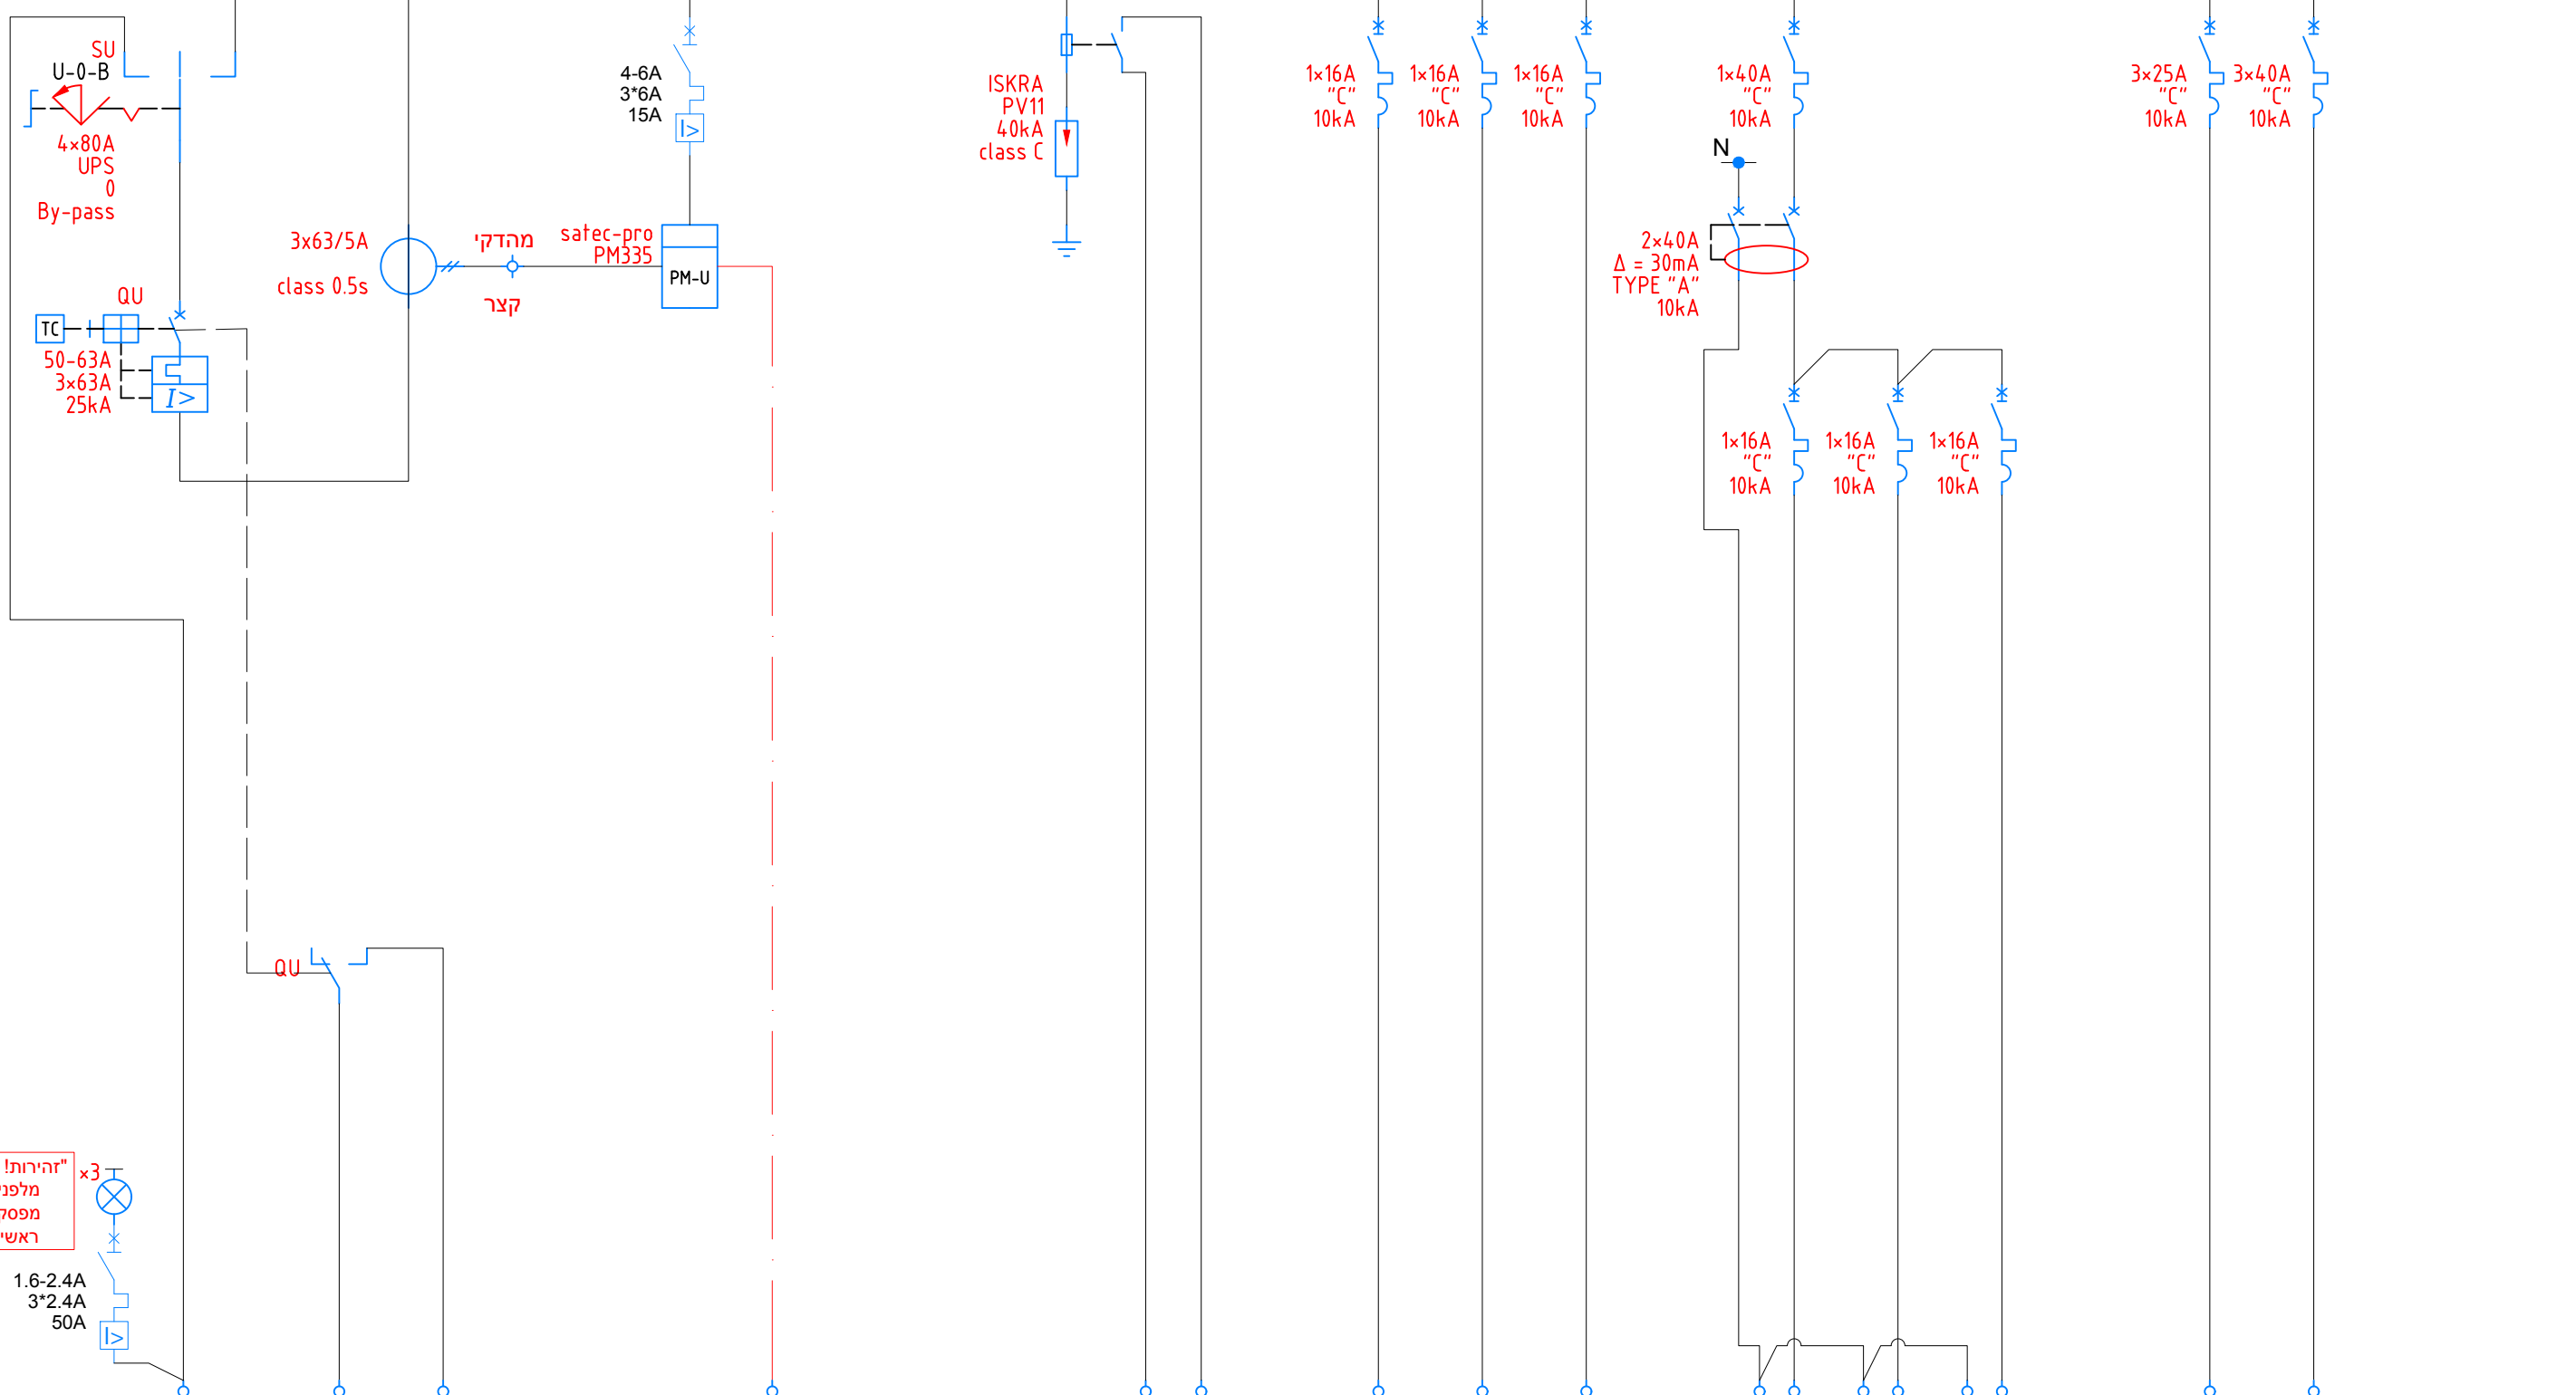 SU
U-0-B
4×80A
UPS
0
By-pass
QU
TC
50-63A
3×63A
25kA
I>
3x63/5A
class 0.5s
מהדקי
קצר
4-6A
3*6A
15A
I>
satec-pro
PM335
PM-U
ISKRA
PV11
40kA
class C
1×16A
"C"
10kA
1×16A
"C"
10kA
1×16A
"C"
10kA
1×40A
"C"
10kA
N
2×40A
Δ = 30mA
TYPE "A"
10kA
1×16A
"C"
10kA
1×16A
"C"
10kA
1×16A
"C"
10kA
3×25A
"C"
10kA
3×40A
"C"
10kA
QU
"זהירות!
מפסק
ראשי
×3
1.6-2.4A
3*2.4A
50A
I>